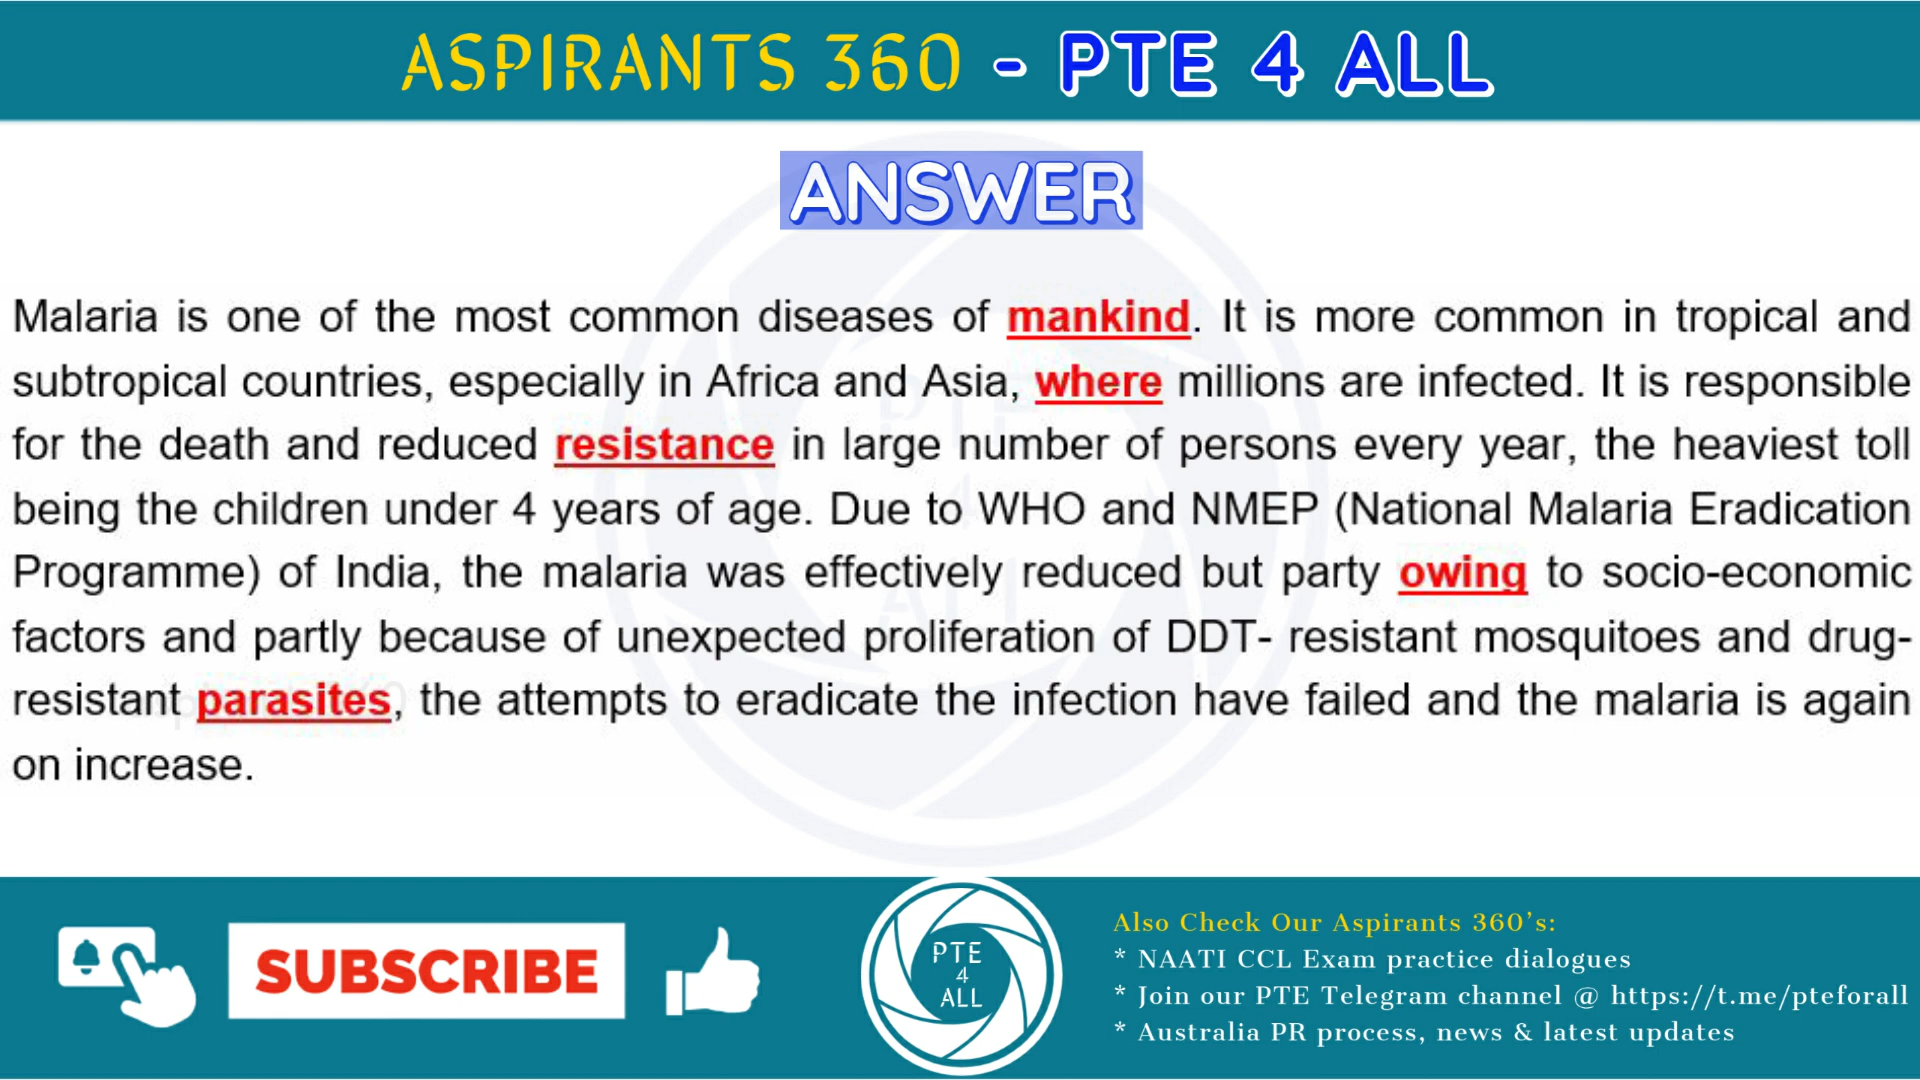 ASPIRANTS 360 - PTE 4 ALL
ANSWER
Malaria is one of the most common diseases of mankind. It is more common in tropical and
subtropical countries, especially in Africa and Asia, where millions are infected. It is responsible
for the death and reduced resistance in large number of persons every year, the heaviest toll
being the children under 4 years of age. Due to WHO and NMEP (National Malaria Eradication
Programme) of India, the malaria was effectively reduced but party owing to socio-economic
factors and partly because of unexpected proliferation of DDT- resistant mosquitoes and drug-
resistant parasites, the attempts to eradicate the infection have failed and the malaria is again
on increase.
SUBSCRIBE
PTE
4
ALL
Also Check Our Aspirants 360's:
* NAATI CCL Exam practice dialogues
* Join our PTE Telegram channel @ https://t.me/pteforall
* Australia PR process, news & latest updates